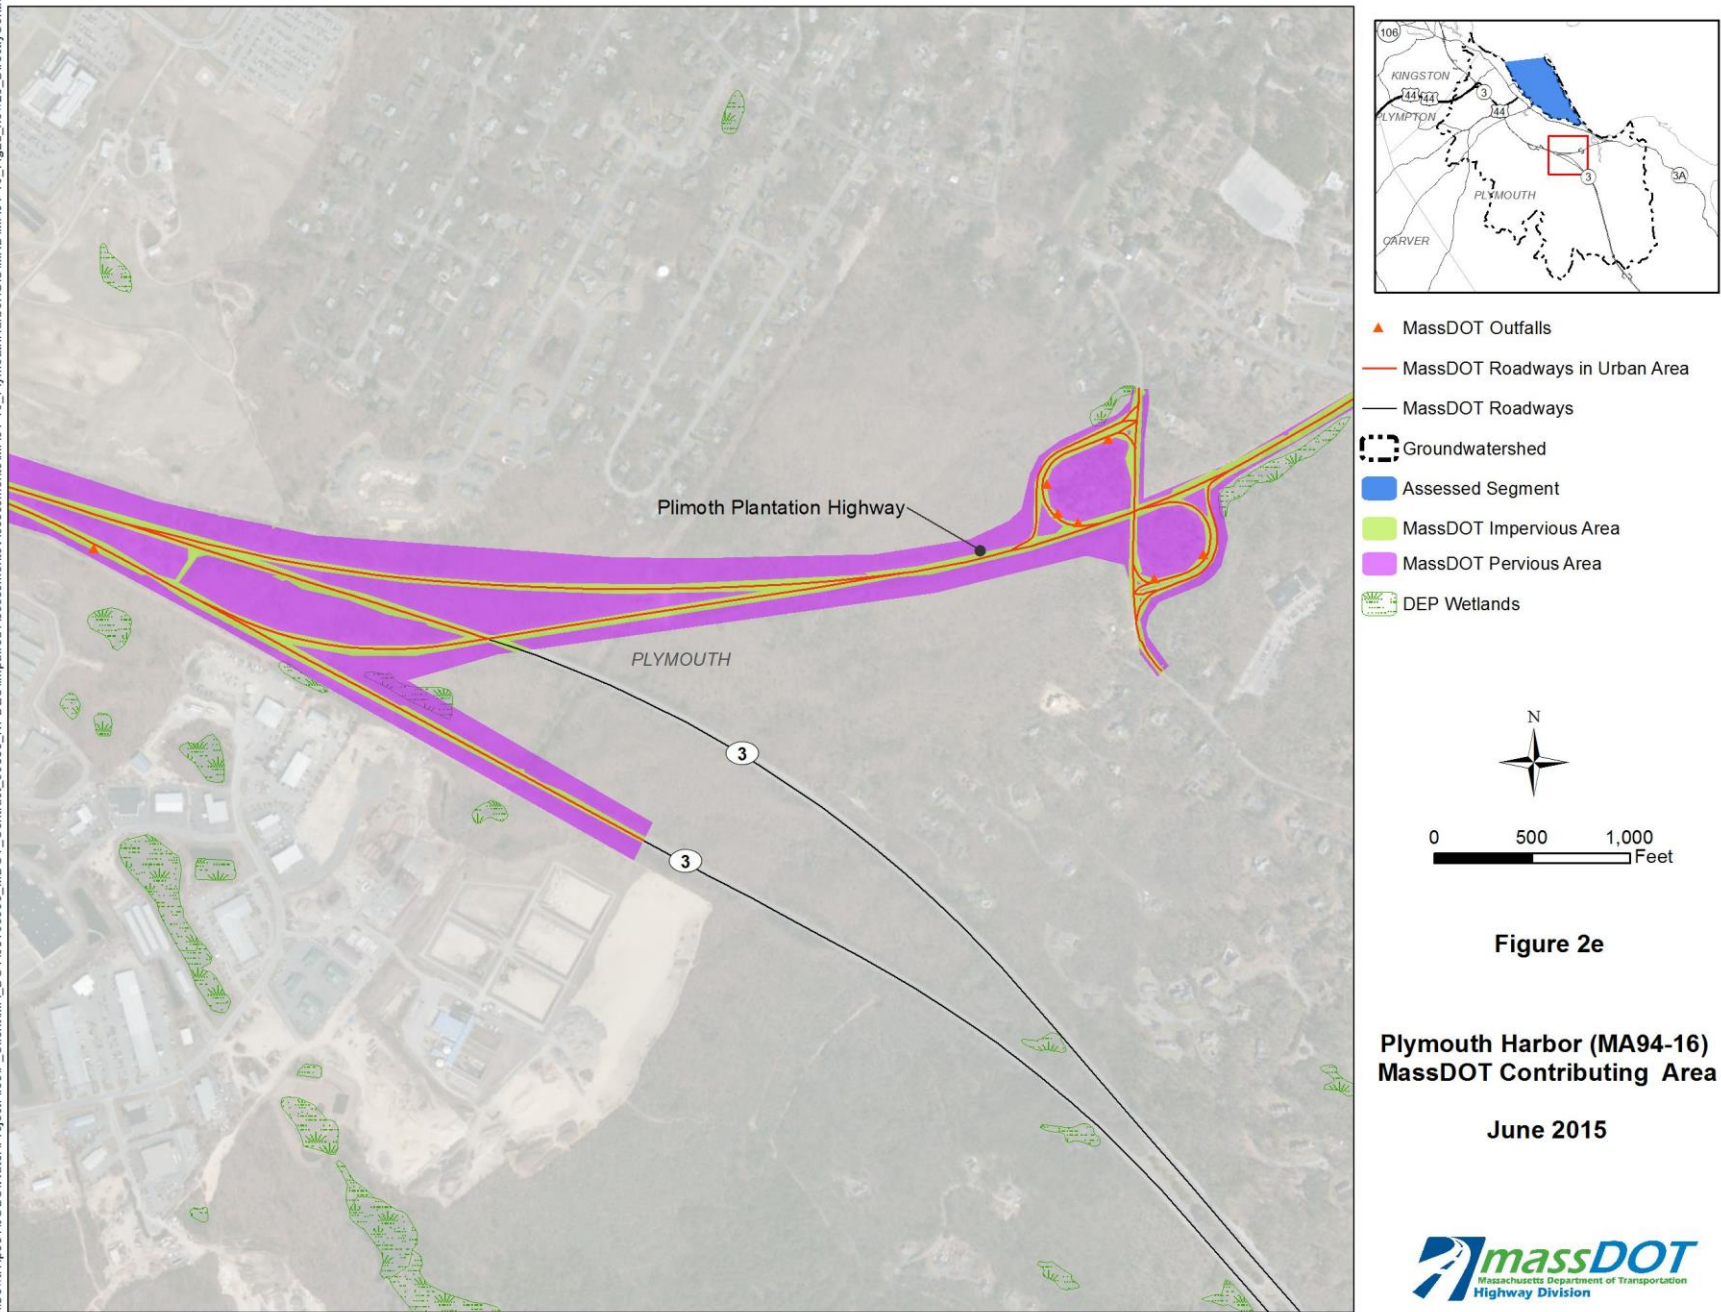 Plimoth Plantation Highway
PLYMOUTH
3
3
106
KINGSTON
44
44
3
44
PLYMPTON
3
3A
PLYMOUTH
CARVER
MassDOT Outfalls
MassDOT Roadways in Urban Area
MassDOT Roadways
Groundwatershed
Assessed Segment
MassDOT Impervious Area
MassDOT Pervious Area
DEP Wetlands
N
0 500 1,000
Feet
Figure 2e
Plymouth Harbor (MA94-16)
MassDOT Contributing Area
June 2015
massDOT
Massachusetts Department of Transportation
Highway Division